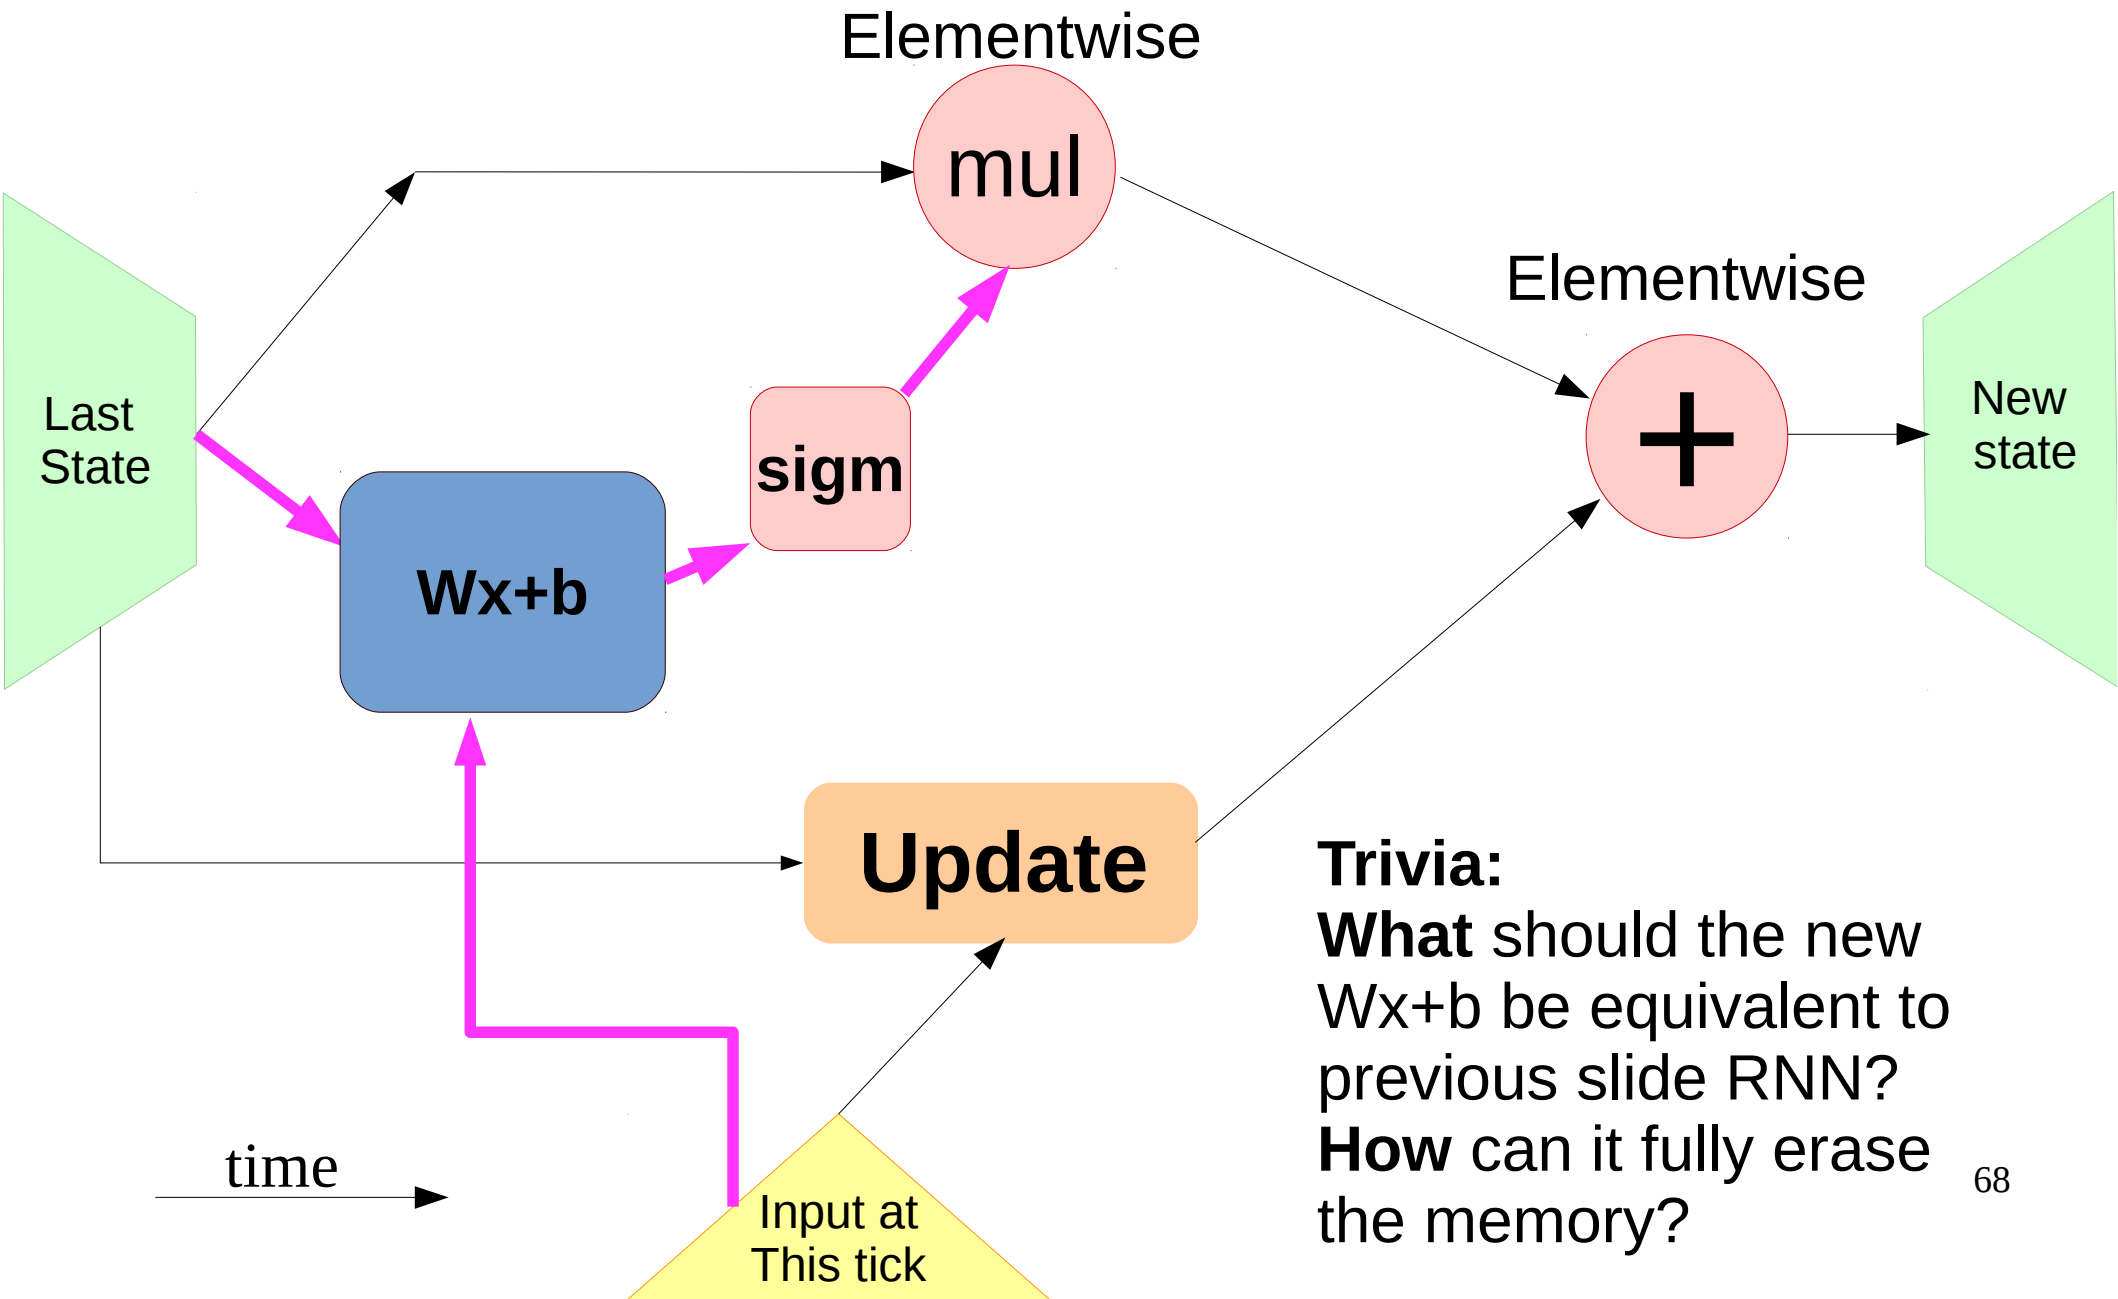 Elementwise
mul
Elementwise
+
Last
State
New
state
sigm
Wx+b
Update
Trivia:
What should the new
Wx+b be equivalent to
previous slide RNN?
How can it fully erase
the memory?
time
Input at
This tick
68